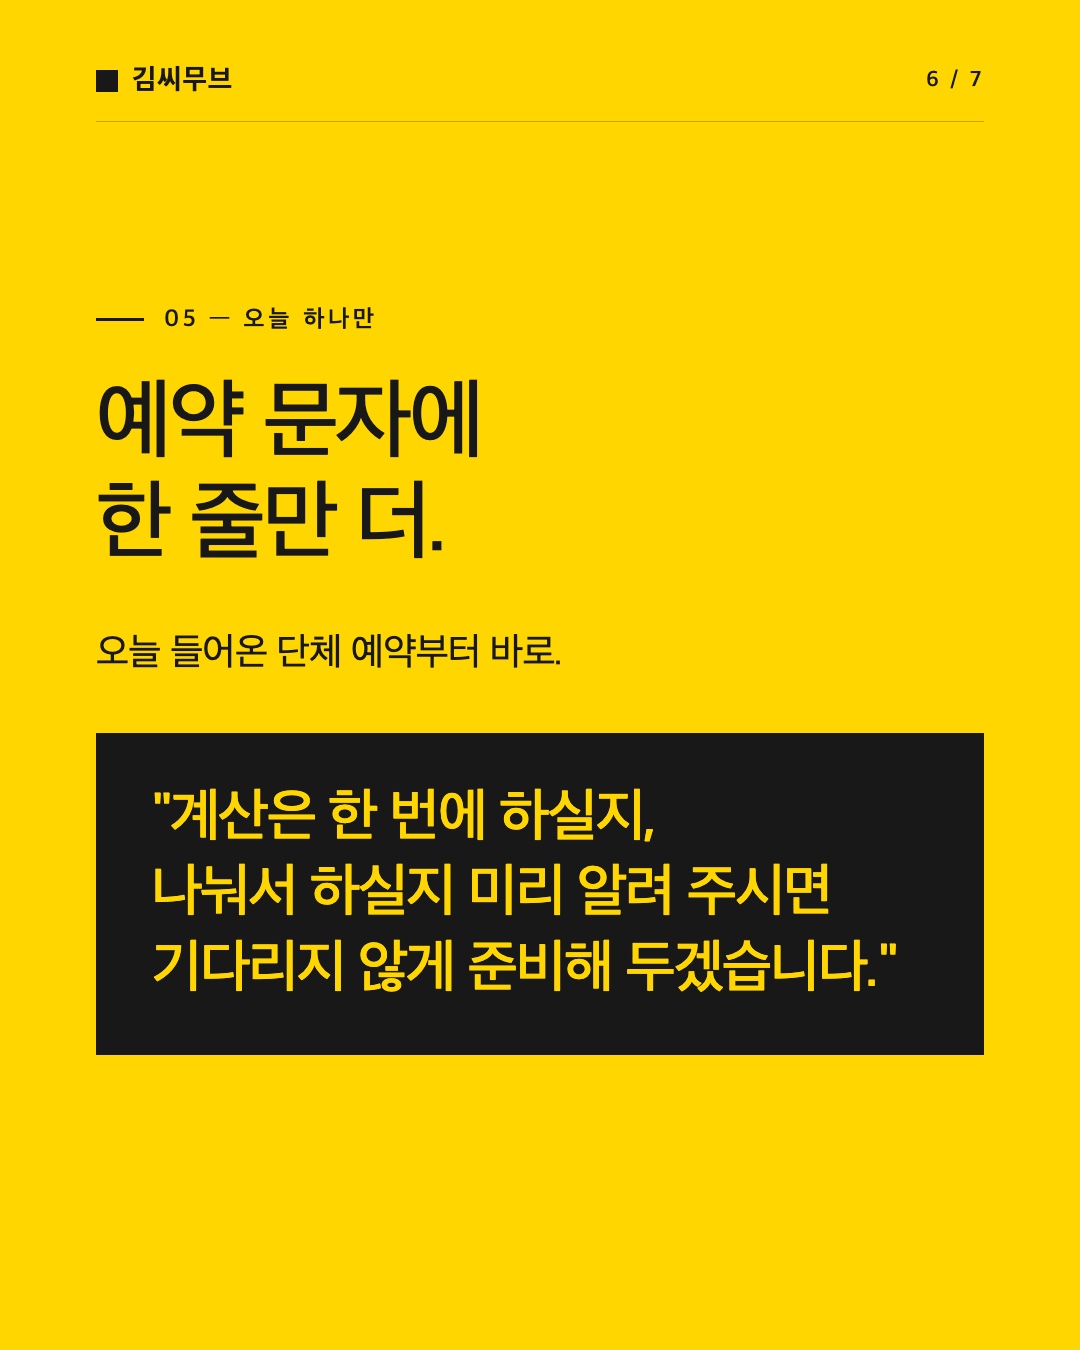 김씨무브
6 / 7
05 — 오늘 하나만
예약 문자에
한 줄만 더.
오늘 들어온 단체 예약부터 바로.
"계산은 한 번에 하실지,
나눠서 하실지 미리 알려 주시면
기다리지 않게 준비해 두겠습니다."